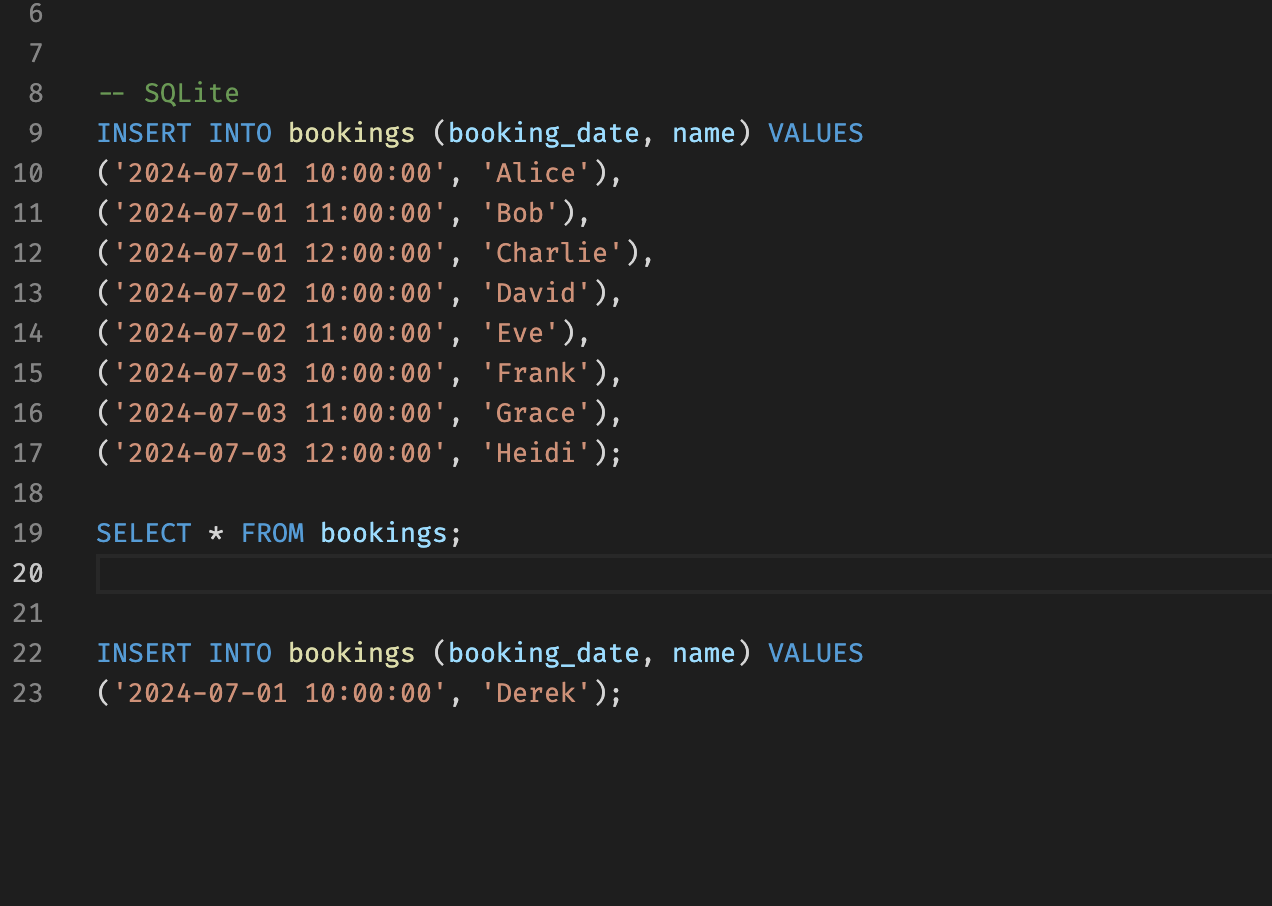 6
7
8 -- SQLite
9 INSERT INTO bookings (booking_date, name) VALUES
10 ('2024-07-01 10:00:00', 'Alice'),
11 ('2024-07-01 11:00:00', 'Bob'),
12 ('2024-07-01 12:00:00', 'Charlie'),
13 ('2024-07-02 10:00:00', 'David'),
14 ('2024-07-02 11:00:00', 'Eve'),
15 ('2024-07-03 10:00:00', 'Frank'),
16 ('2024-07-03 11:00:00', 'Grace'),
17 ('2024-07-03 12:00:00', 'Heidi');
18
19 SELECT * FROM bookings;
20
21
22 INSERT INTO bookings (booking_date, name) VALUES
23 ('2024-07-01 10:00:00', 'Derek');